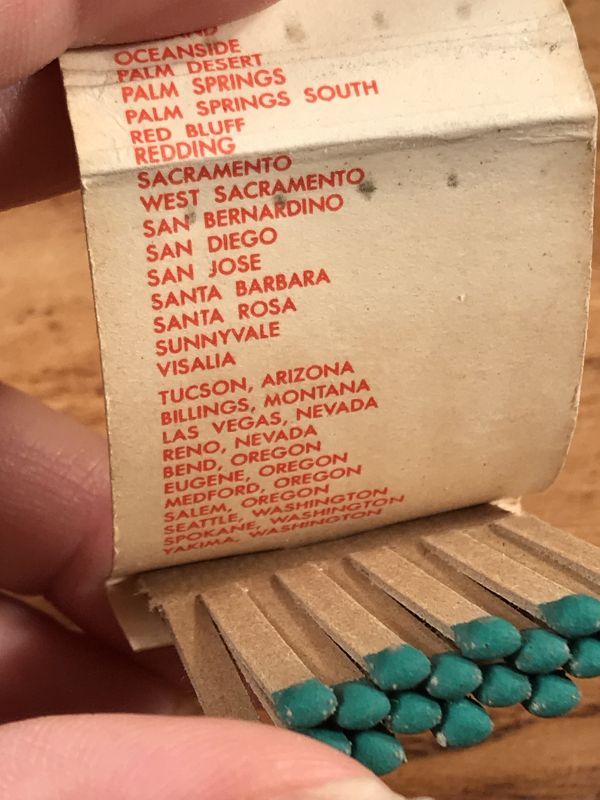 OCEANSIDE
PALM DESERT
PALM SPRINGS
PALM SPRINGS SOUTH
RED BLUFF
REDDING
SACRAMENTO
WEST SACRAMENTO
SAN BERNARDINO
SAN DIEGO
SAN JOSE
SANTA BARBARA
SANTA ROSA
SUNNYVALE
VISALIA
TUCSON, ARIZONA
BILLINGS, MONTANA
LAS VEGAS, NEVADA
RENO, NEVADA
BEND, OREGON
EUGENE, OREGON
MEDFORD, OREGON
SALEM, OREGON
SEATTLE, WASHINGTON
SPOKANE, WASHINGTON
YAKIMA, WASHINGTON